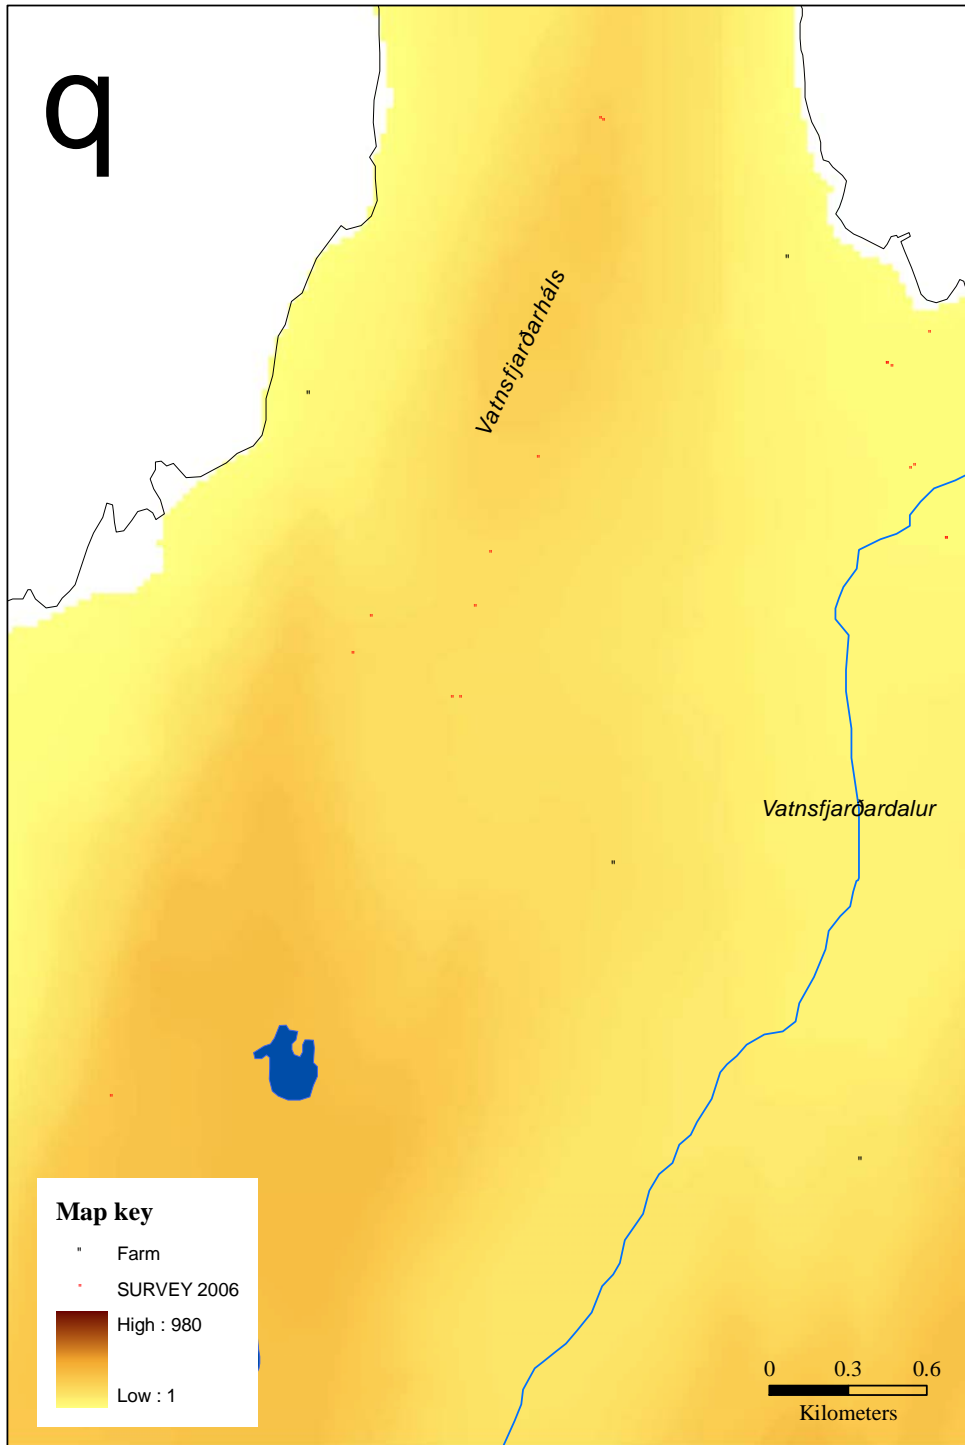 q
Vatnsfjarðarháls
Vatnsfjarðardalur
Map key
" Farm
" SURVEY 2006
High : 980
Low : 1
0 0.3 0.6
Kilometers